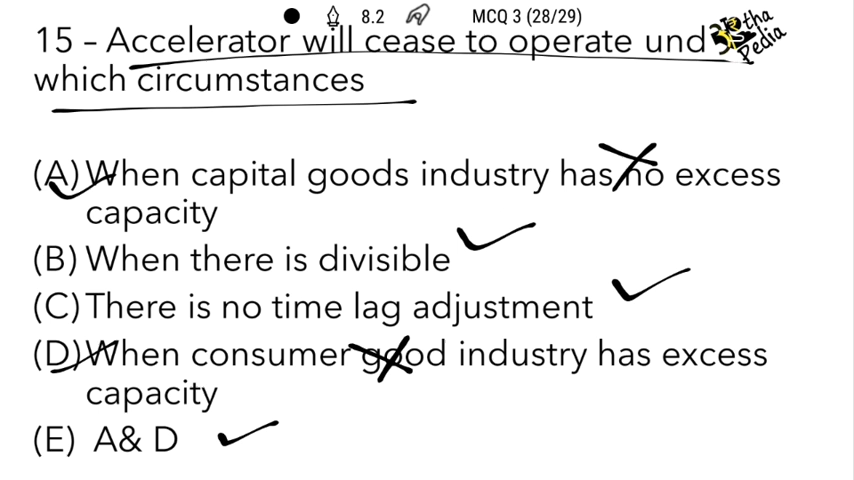 8.2 MCQ 3 (28/29)
15 – Accelerator will cease to operate und
which circumstances
(A) When capital goods industry has no excess
capacity
(B) When there is divisible
(C) There is no time lag adjustment
(D) When consumer good industry has excess
capacity
(E) A& D
tha
Pedia